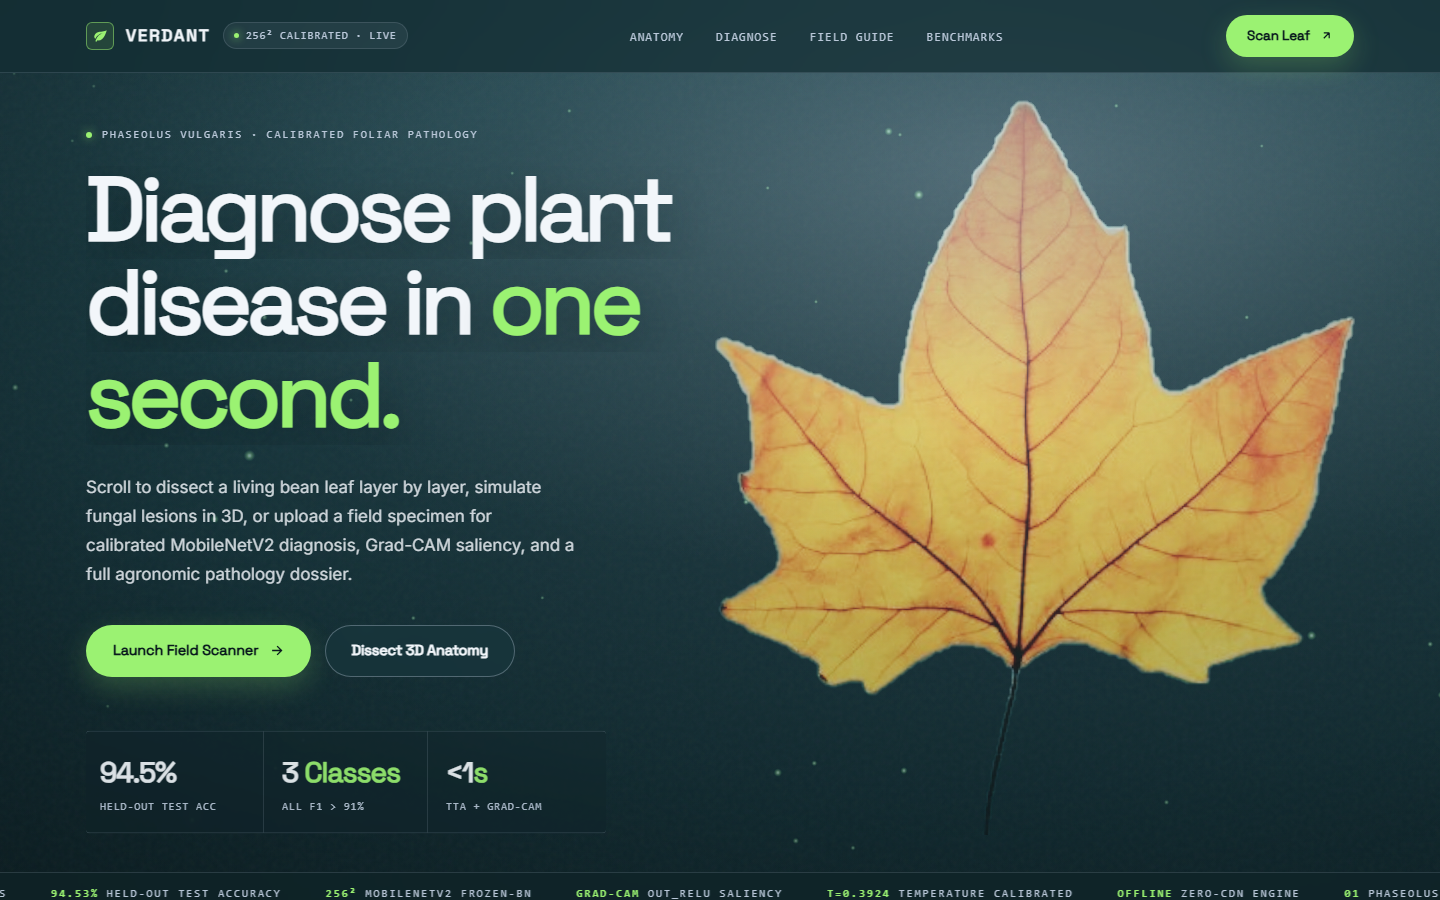 VERDANT
256² CALIBRATED · LIVE
ANATOMY
DIAGNOSE
FIELD GUIDE
BENCHMARKS
Scan Leaf ↗
PHASEOLUS VULGARIS · CALIBRATED FOLIAR PATHOLOGY
Diagnose plant
disease in one
second.
Scroll to dissect a living bean leaf layer by layer, simulate
fungal lesions in 3D, or upload a field specimen for
calibrated MobileNetV2 diagnosis, Grad-CAM saliency, and a
full agronomic pathology dossier.
Launch Field Scanner →
Dissect 3D Anatomy
94.5%
HELD-OUT TEST ACC
3 Classes
ALL F1 > 91%
<1s
TTA + GRAD-CAM
S 94.53% HELD-OUT TEST ACCURACY 256² MOBILENETV2 FROZEN-BN GRAD-CAM OUT_RELU SALIENCY T=0.3924 TEMPERATURE CALIBRATED OFFLINE ZERO-CDN ENGINE 01 PHASEOLUS